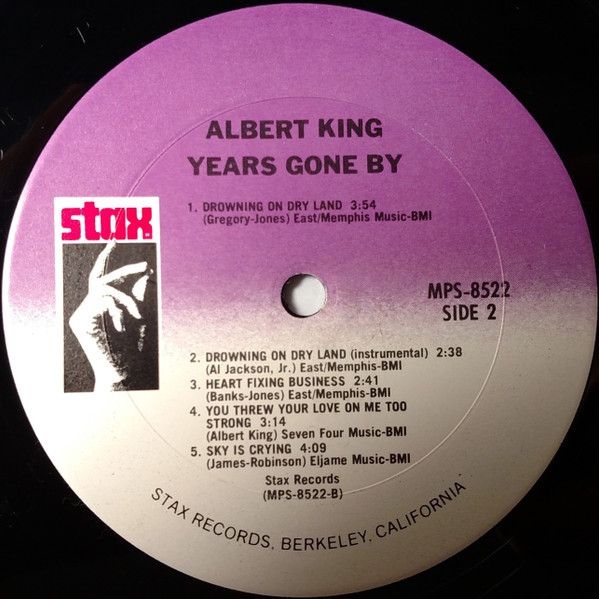 ALBERT KING
YEARS GONE BY
1. DROWNING ON DRY LAND 3:54
(Gregory-Jones) East/Memphis Music-BMI
stax
MPS-8522
SIDE 2
2. DROWNING ON DRY LAND (instrumental) 2:38
(Al Jackson, Jr.) East/Memphis-BMI
3. HEART FIXING BUSINESS 2:41
(Banks-Jones) East/Memphis-BMI
4. YOU THREW YOUR LOVE ON ME TOO
STRONG 3:14
(Albert King) Seven Four Music-BMI
5. SKY IS CRYING 4:09
(James-Robinson) Eljame Music-BMI
Stax Records
(MPS-8522-B)
STAX RECORDS, BERKELEY, CALIFORNIA